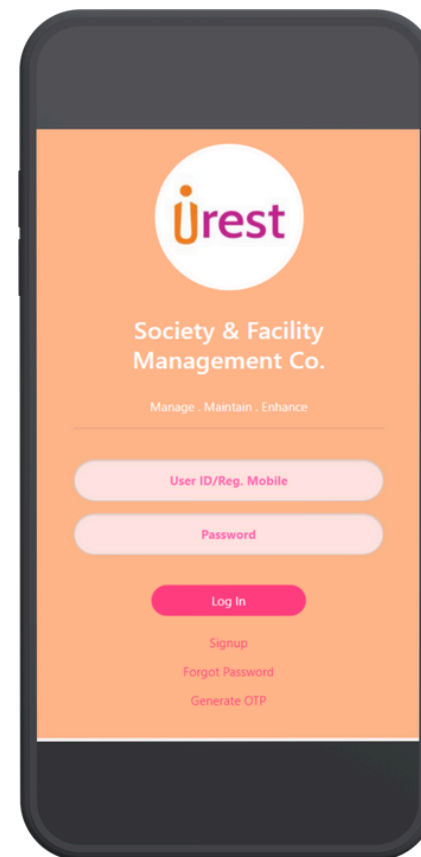 Urest
Society & Facility
Management Co.
Manage . Maintain . Enhance
User ID/Reg. Mobile
Password
Log In
Signup
Forgot Password
Generate OTP